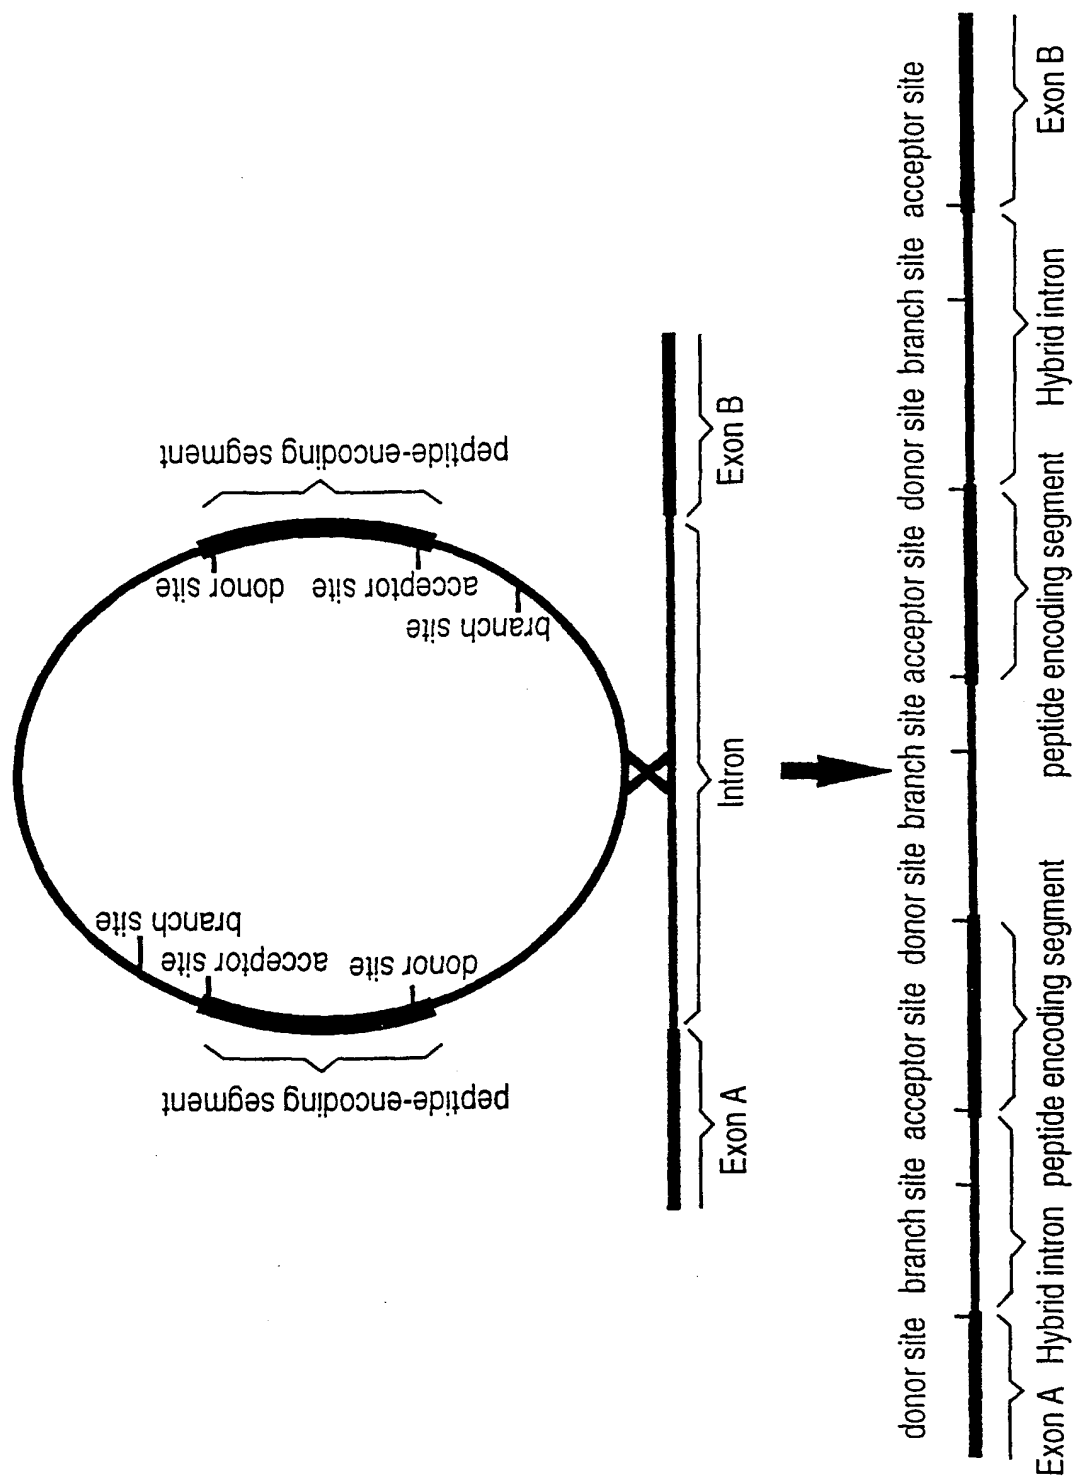 peptide-encoding segment
branch site
acceptor site
donor site
peptide-encoding segment
donor site
acceptor site
branch site
Exon A
Intron
Exon B
donor site branch site acceptor site donor site branch site acceptor site donor site branch site acceptor site
Exon A Hybrid intron peptide encoding segment peptide encoding segment Hybrid intron Exon B